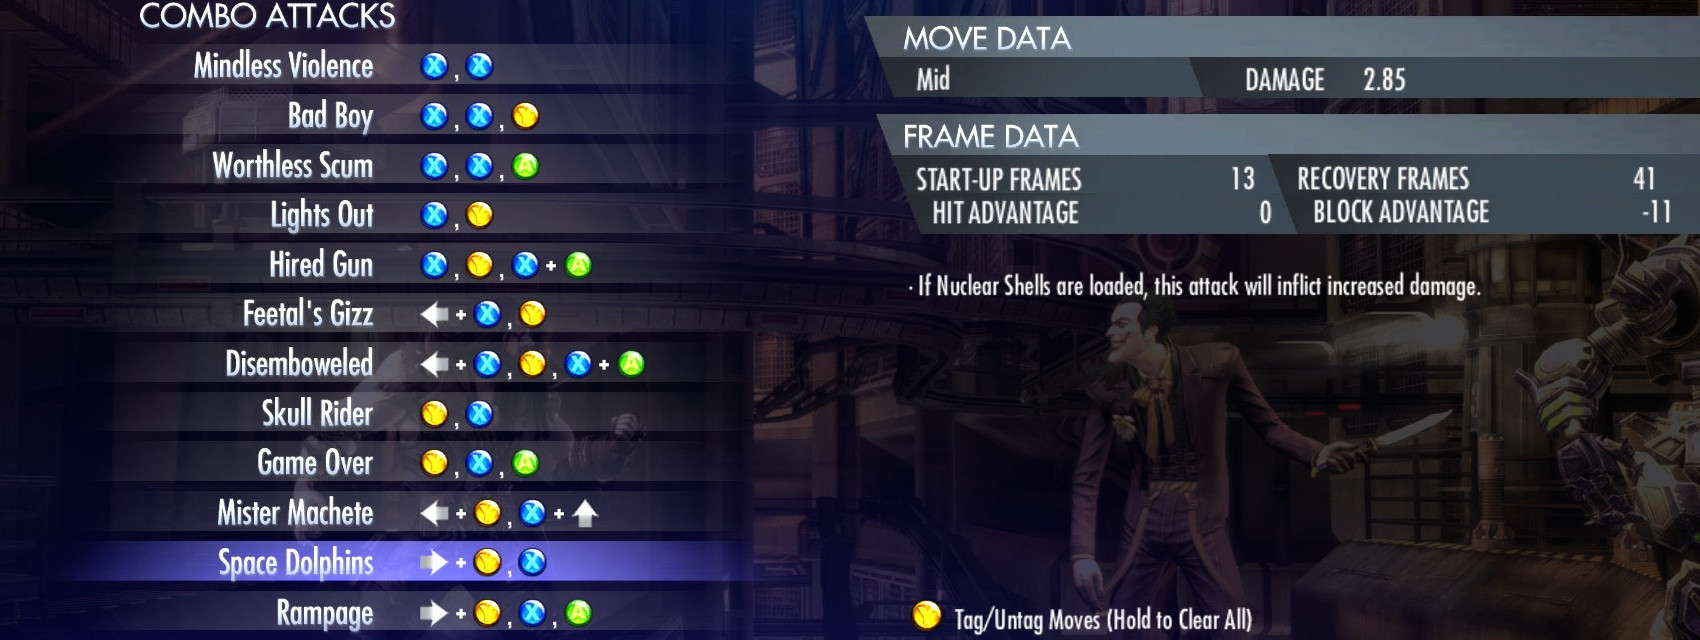 COMBO ATTACKS
Mindless Violence X , X
Bad Boy X , X , Y
Worthless Scum X , X , A
Lights Out X , Y
Hired Gun X , Y , X + A
Feetal's Gizz + X , Y
Disemboweled + X , Y , X + A
Skull Rider Y , X
Game Over Y , X , A
Mister Machete + Y , X +
Space Dolphins + Y , X
Rampage + Y , X , A
MOVE DATA
Mid DAMAGE 2.85
FRAME DATA
START-UP FRAMES 13 RECOVERY FRAMES 41
HIT ADVANTAGE 0 BLOCK ADVANTAGE -11
· If Nuclear Shells are loaded, this attack will inflict increased damage.
Y Tag/Untag Moves (Hold to Clear All)